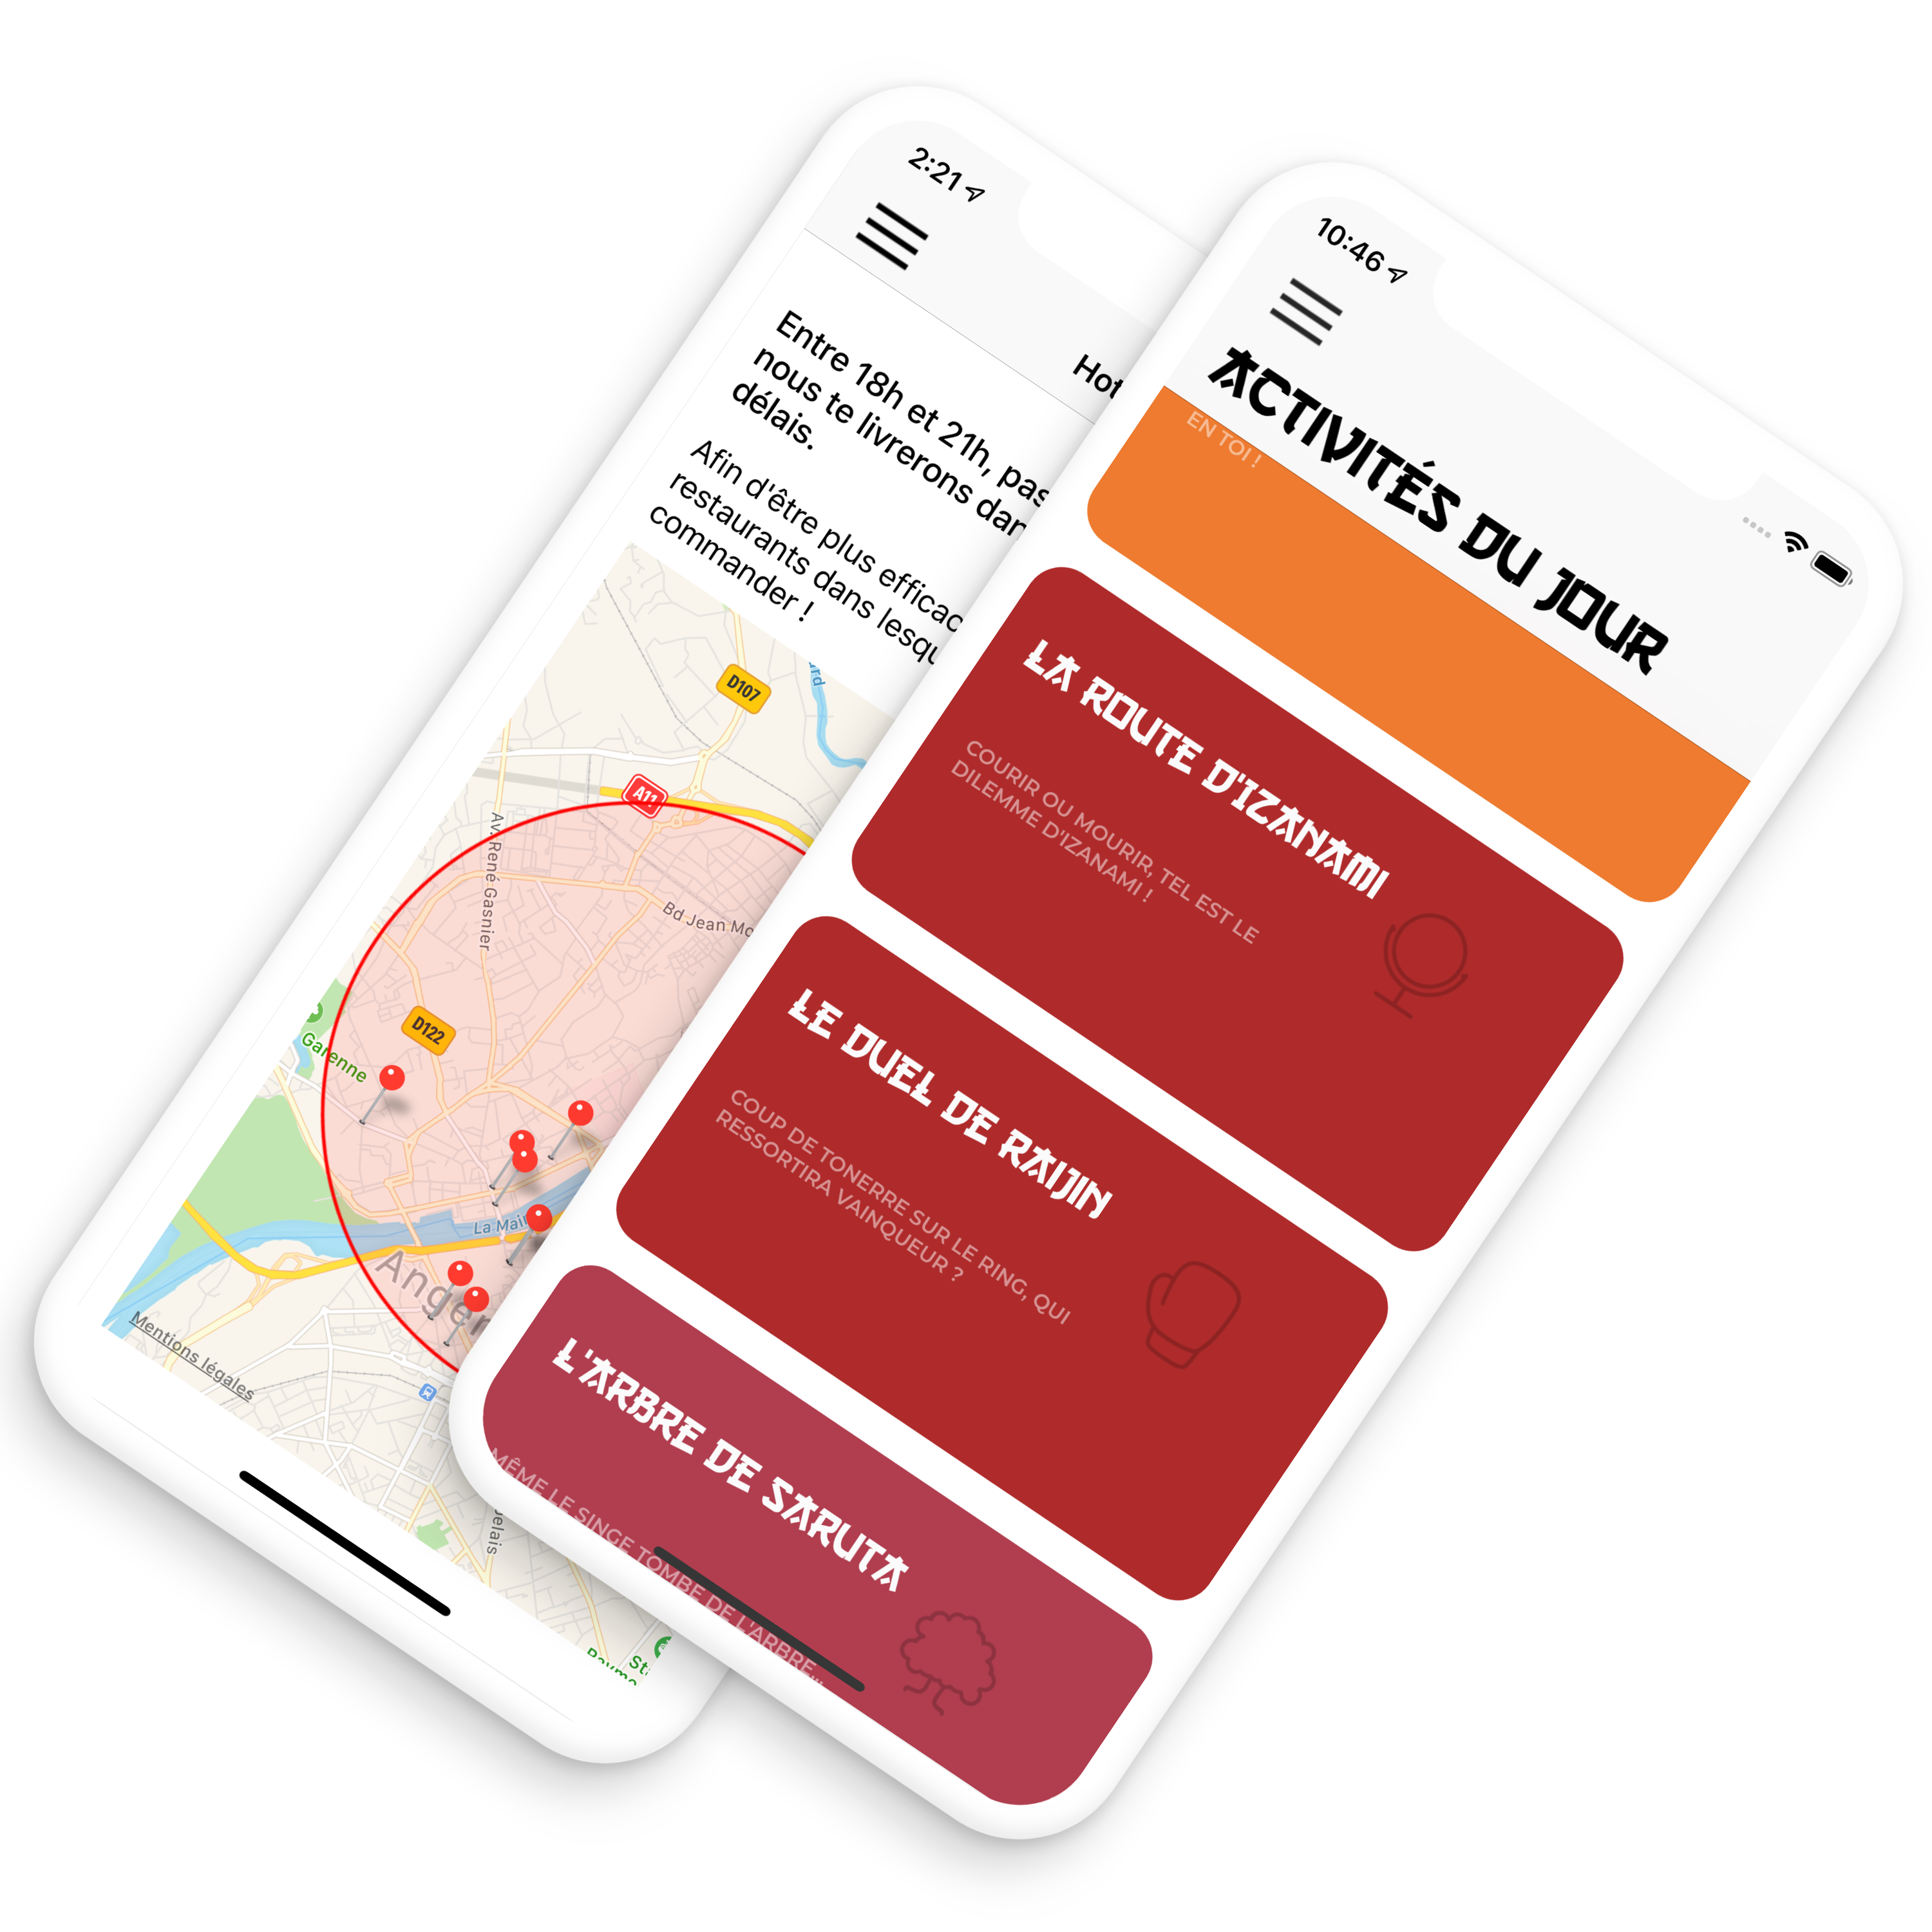 2:21
Hot
Entre 18h et 21h, pas
nous te livrerons dan
délais.
Afin d'être plus efficac
restaurants dans lesqu
commander !
D107
A11
Av. René Gasnier
Bd Jean Mo
D122
Garenne
La Mai
Anger
Mentions légales
elais
St
10:46
ACTIVITÉS DU JOUR
EN TOI !
LA ROUTE D'IZANAMI
COURIR OU MOURIR, TEL EST LE
DILEMME D'IZANAMI !
LE DUEL DE RAIJIN
COUP DE TONERRE SUR LE RING, QUI
RESSORTIRA VAINQUEUR ?
L'ARBRE DE SARUTA
MÊME LE SINGE TOMBE DE L'ARBRE...